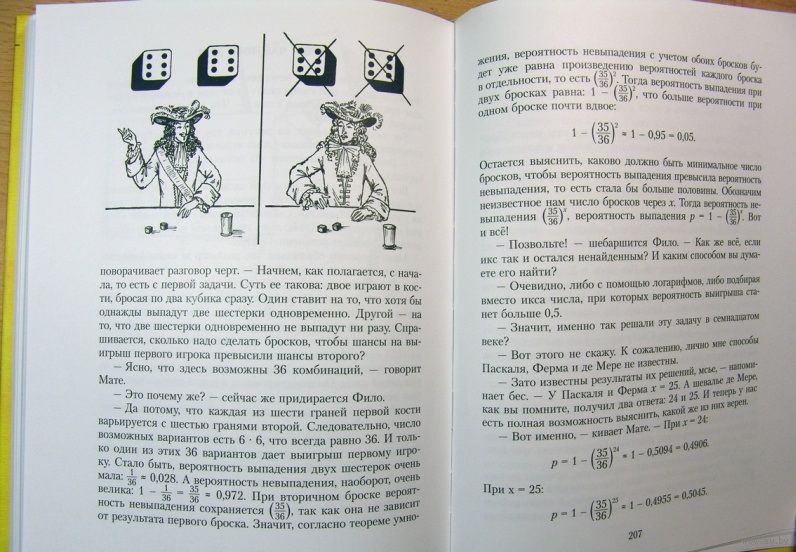 поворачивает разговор черт. — Начнем, как полагается, с нача-
ла, то есть с первой задачи. Суть ее такова: двое играют в кос-
ти, бросая по два кубика сразу. Один ставит на то, что хотя бы
однажды выпадут две шестерки одновременно. Другой — на
то, что две шестерки одновременно не выпадут ни разу. Спра-
шивается, сколько надо сделать бросков, чтобы шансы на вы-
игрыш первого игрока превысили шансы второго?
— Ясно, что здесь возможны 36 комбинаций, — говорит
Мате.
— Это почему же? — сейчас же придирается Фило.
— Да потому, что каждая из шести граней первой кости
варьируется с шестью гранями второй. Следовательно, число
возможных вариантов есть 6 · 6, что всегда равно 36. И толь-
ко один из этих 36 вариантов дает выигрыш первому игро-
ку. Стало быть, вероятность выпадения двух шестерок очень
мала: 1/36 ≈ 0,028. А вероятность невыпадения, наоборот, очень
велика: 1 − 1/36 = 35/36 ≈ 0,972. При вторичном броске вероят-
ность невыпадения сохраняется (35/36), так как она не зависит
от результата первого броска. Значит, согласно теореме умно-
жения, вероятность невыпадения с учетом обоих бросков бу-
дет уже равна произведению вероятностей каждого броска
в отдельности, то есть (35/36)². Тогда вероятность выпадения при
двух бросках равна: 1 − (35/36)², что больше вероятности при
одном броске почти вдвое:
1 − (35/36)² ≈ 1 − 0,95 = 0,05.
Остается выяснить, каково должно быть минимальное число
бросков, чтобы вероятность выпадения превысила вероятность
невыпадения, то есть стала бы больше половины. Обозначим
неизвестное нам число бросков через x. Тогда вероятность не-
выпадения (35/36)ˣ, вероятность выпадения p = 1 − (35/36)ˣ. Вот
и всё!
— Позвольте! — шебаршится Фило. — Как же всё, если
икс так и остался ненайденным? И каким способом вы дума-
ете его найти?
— Очевидно, либо с помощью логарифмов, либо подбирая
вместо икса числа, при которых вероятность выигрыша ста-
нет больше 0,5.
— Значит, именно так решали эту задачу в семнадцатом
веке?
— Вот этого не скажу. К сожалению, лично мне способы
Паскаля, Ферма и де Мере не известны.
— Зато известны результаты их решений, мсье, — напоми-
нает бес. — У Паскаля и Ферма x = 25. А шевалье де Мере,
как вы помните, получил два ответа: 24 и 25. И теперь у нас
есть полная возможность выяснить, какой же из них верен.
— Вот именно, — кивает Мате. — При x = 24:
p = 1 − (35/36)²⁴ ≈ 1 − 0,5094 = 0,4906.
При x = 25:
p = 1 − (35/36)²⁵ ≈ 1 − 0,4955 = 0,5045.
207